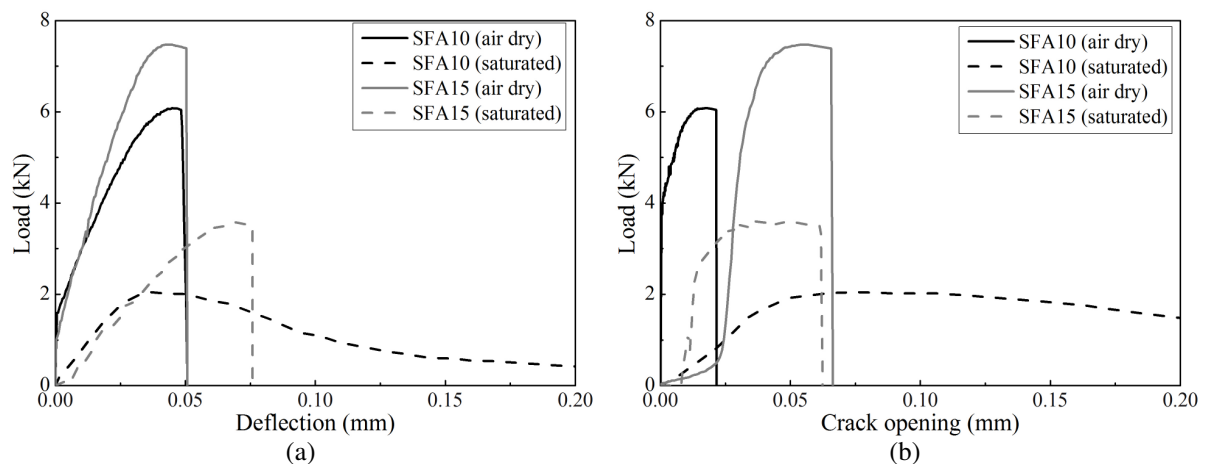 8
6
4
2
0
Load (kN)
0.00
0.05
0.10
0.15
0.20
Deflection (mm)
SFA10 (air dry)
SFA10 (saturated)
SFA15 (air dry)
SFA15 (saturated)
(a)
8
6
4
2
0
Load (kN)
0.00
0.05
0.10
0.15
0.20
Crack opening (mm)
SFA10 (air dry)
SFA10 (saturated)
SFA15 (air dry)
SFA15 (saturated)
(b)